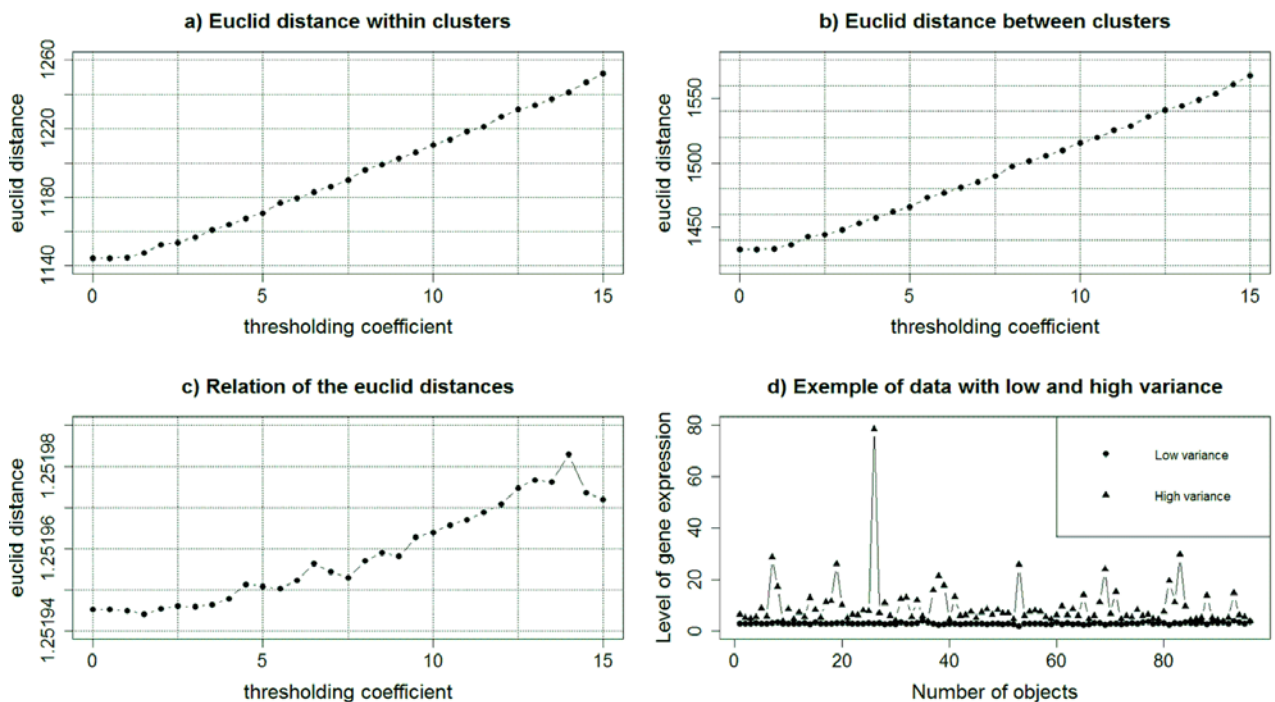 a) Euclid distance within clusters
euclid distance
1260
1220
1180
1140
0 5 10 15
thresholding coefficient
b) Euclid distance between clusters
euclid distance
1550
1500
1450
0 5 10 15
thresholding coefficient
c) Relation of the euclid distances
euclid distance
1.25198
1.25196
1.25194
0 5 10 15
thresholding coefficient
d) Exemple of data with low and high variance
Level of gene expression
80
60
40
20
0
Low variance
High variance
0 20 40 60 80
Number of objects